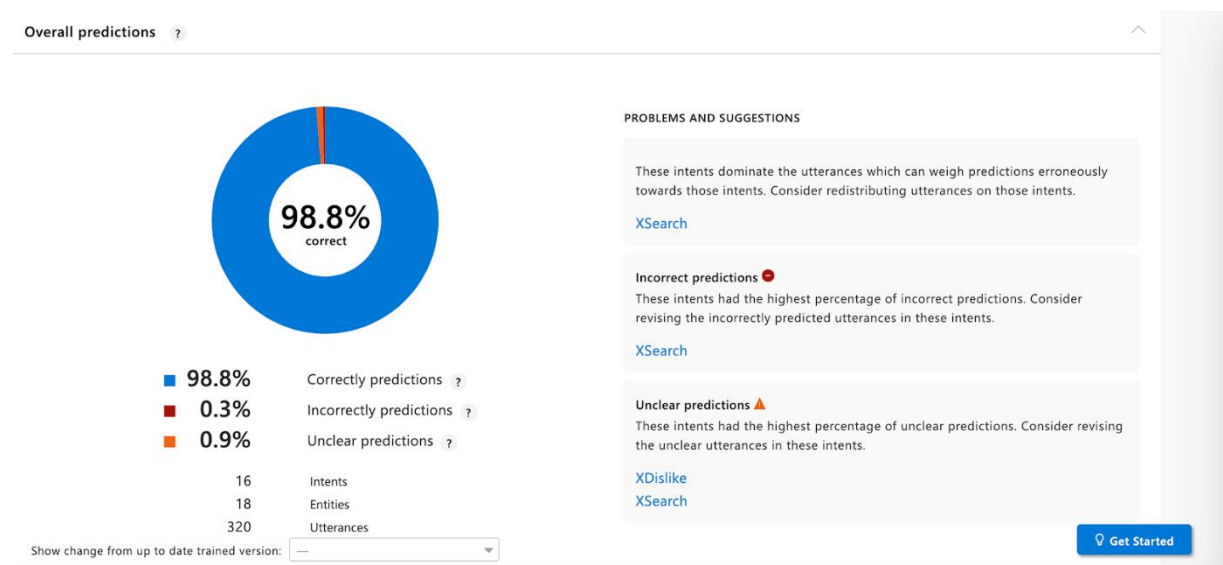 Overall predictions ?
98.8%
correct
98.8% Correctly predictions ?
0.3% Incorrectly predictions ?
0.9% Unclear predictions ?
16 Intents
18 Entities
320 Utterances
Show change from up to date trained version: —
PROBLEMS AND SUGGESTIONS
These intents dominate the utterances which can weigh predictions erroneously
towards those intents. Consider redistributing utterances on those intents.
XSearch
Incorrect predictions
These intents had the highest percentage of incorrect predictions. Consider
revising the incorrectly predicted utterances in these intents.
XSearch
Unclear predictions
These intents had the highest percentage of unclear predictions. Consider revising
the unclear utterances in these intents.
XDislike
XSearch
Get Started